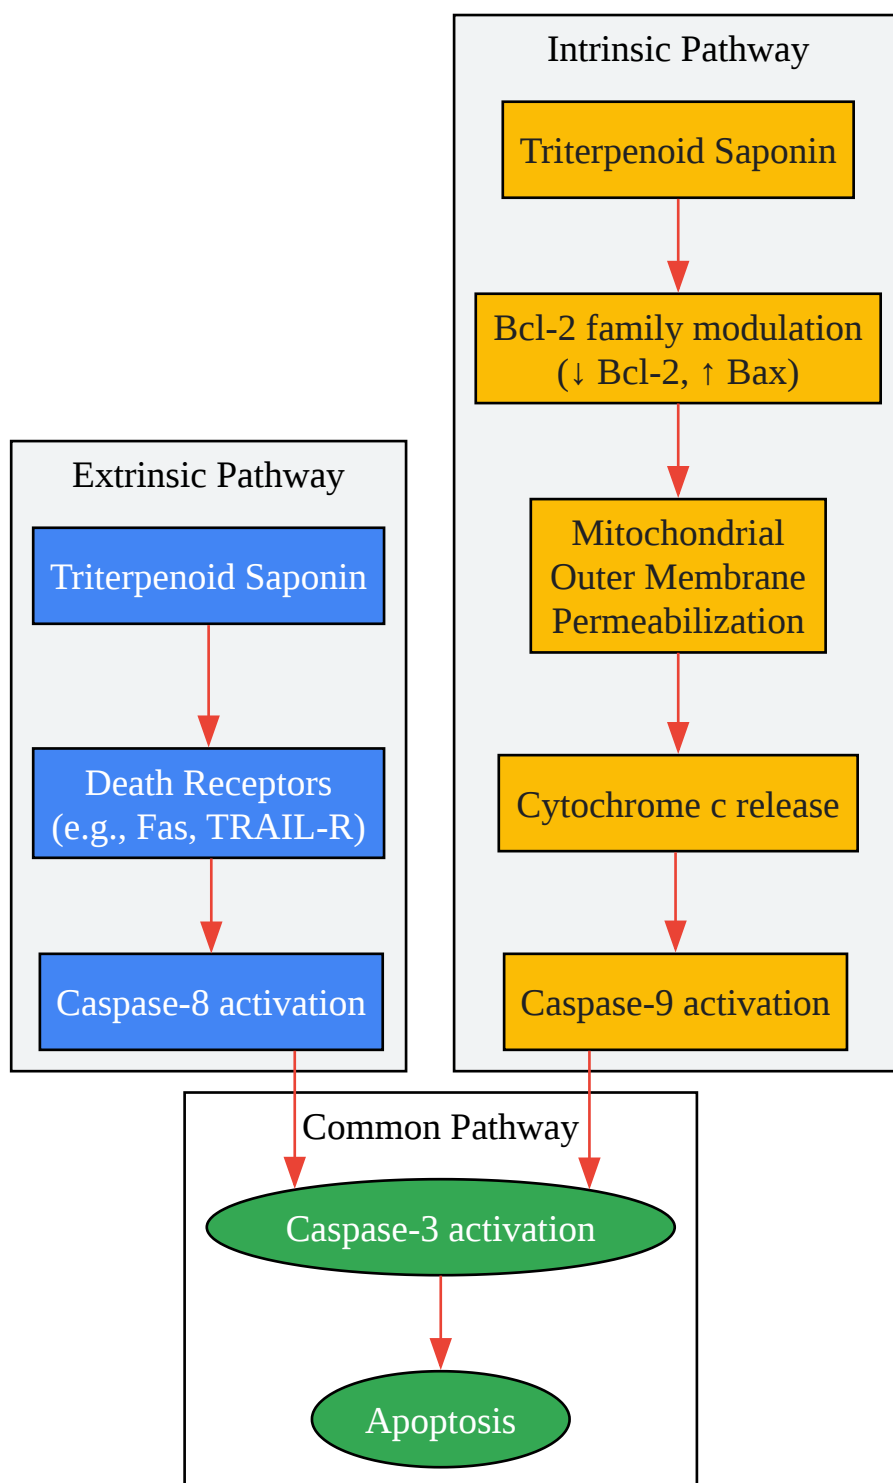 Intrinsic Pathway
Triterpenoid Saponin
Bcl-2 family modulation
(↓ Bcl-2, ↑ Bax)
Mitochondrial
Outer Membrane
Permeabilization
Cytochrome c release
Caspase-9 activation
Extrinsic Pathway
Triterpenoid Saponin
Death Receptors
(e.g., Fas, TRAIL-R)
Caspase-8 activation
Common Pathway
Caspase-3 activation
Apoptosis